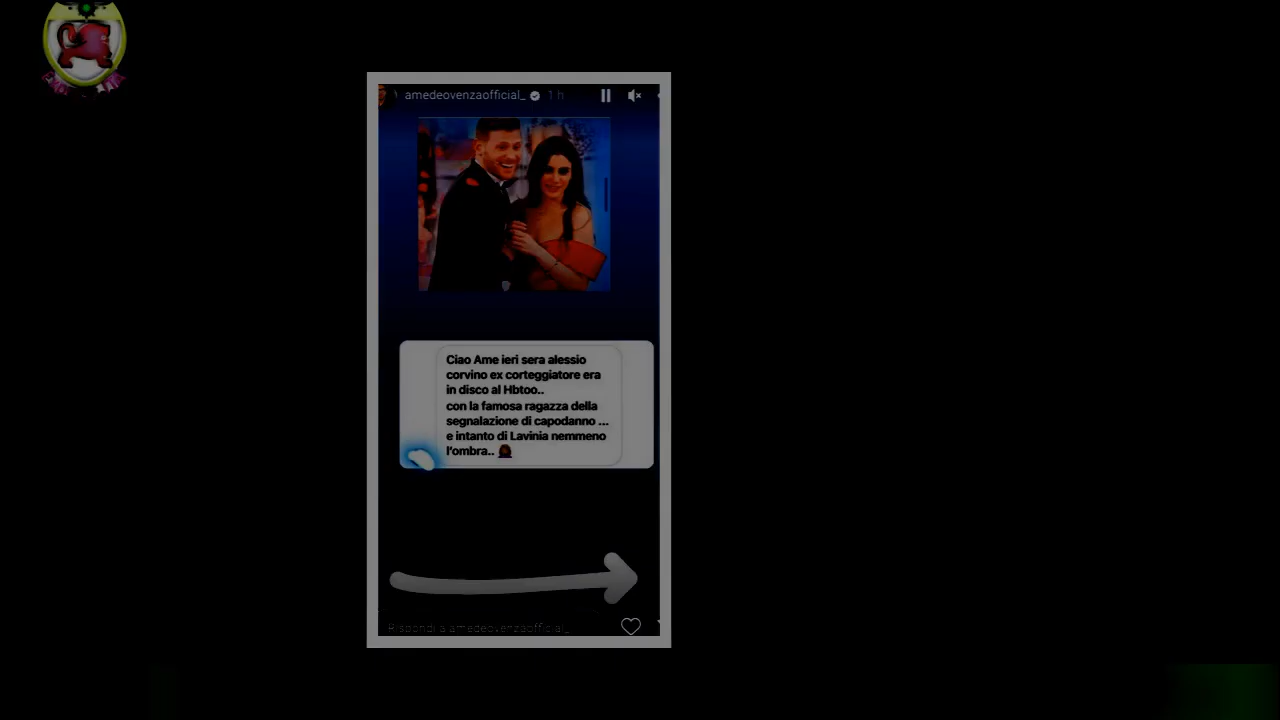 amedeovenzaofficial_ 1 h
Ciao Ame ieri sera alessio
corvino ex corteggiatore era
in disco al Hbtoo..
con la famosa ragazza della
segnalazione di capodanno ...
e intanto di Lavinia nemmeno
l'ombra..
Rispondi a amedeovenzaofficial_